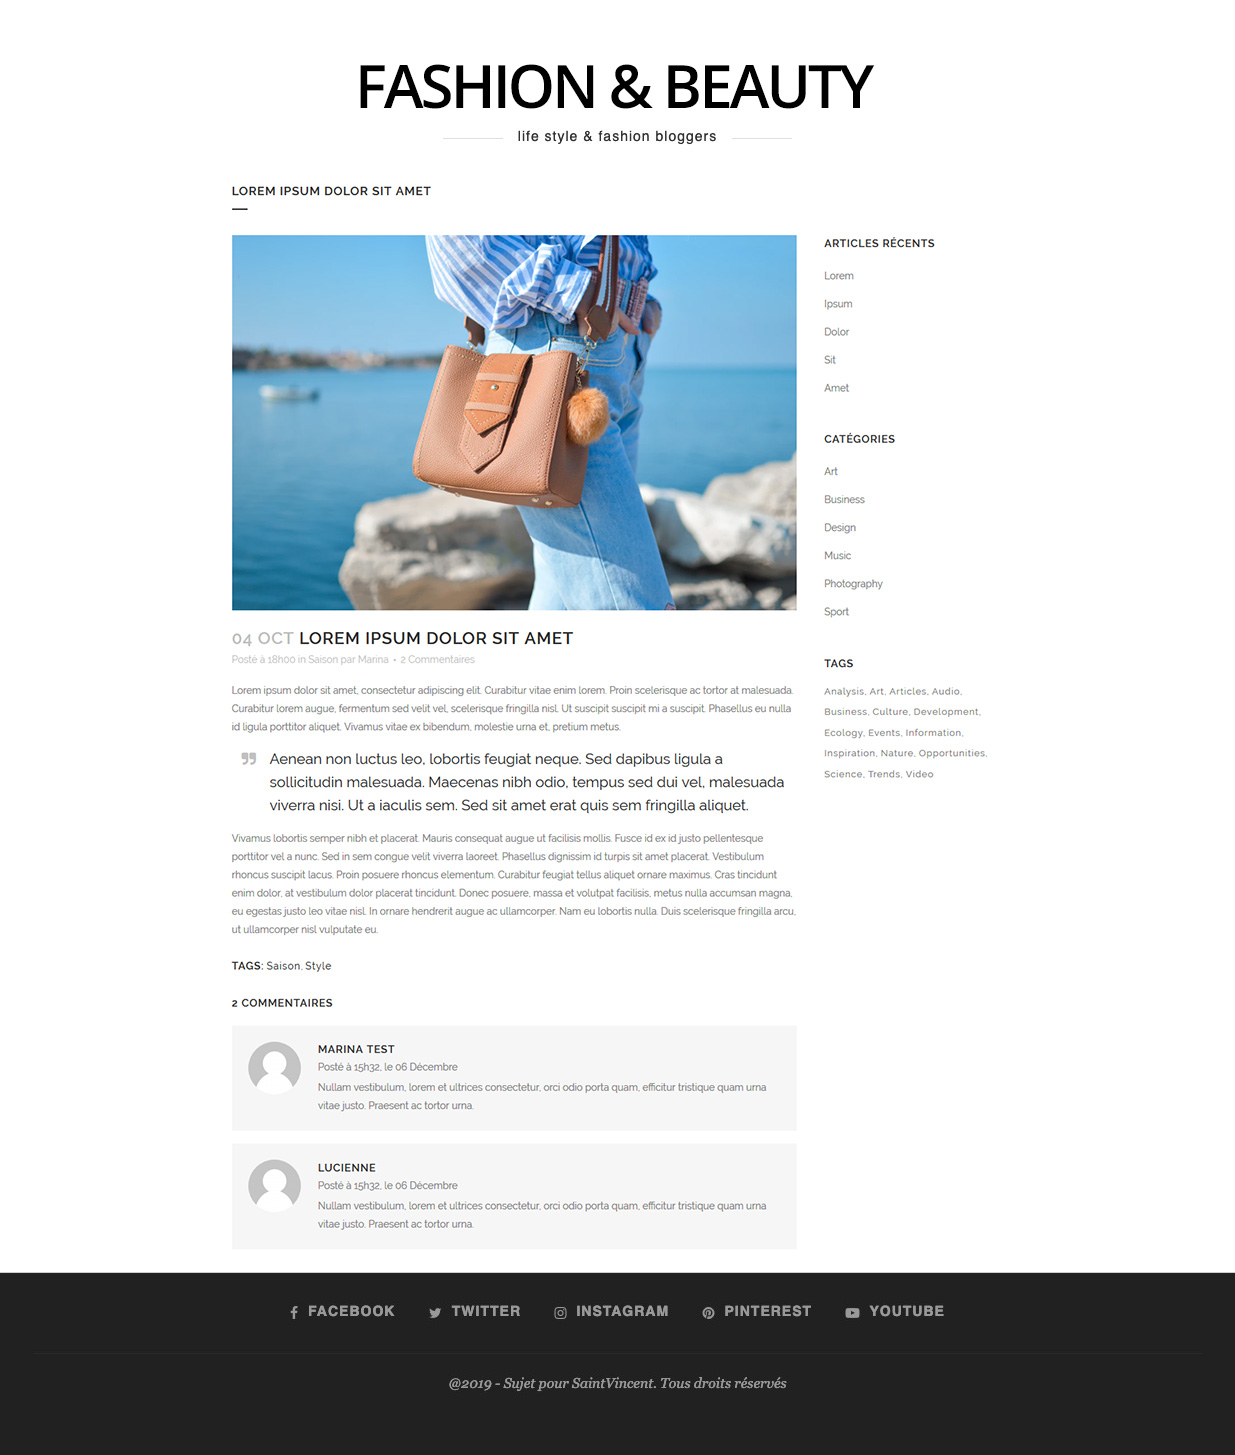 FASHION & BEAUTY
life style & fashion bloggers
LOREM IPSUM DOLOR SIT AMET
04 OCT LOREM IPSUM DOLOR SIT AMET
Posté à 18h00 in Saison par Marina • 2 Commentaires
Lorem ipsum dolor sit amet, consectetur adipiscing elit. Curabitur vitae enim lorem. Proin scelerisque ac tortor at malesuada.
Curabitur lorem augue, fermentum sed velit vel, scelerisque fringilla nisl. Ut suscipit suscipit mi a suscipit. Phasellus eu nulla
id ligula porttitor aliquet. Vivamus vitae ex bibendum, molestie urna et, pretium metus.
Aenean non luctus leo, lobortis feugiat neque. Sed dapibus ligula a
sollicitudin malesuada. Maecenas nibh odio, tempus sed dui vel, malesuada
viverra nisi. Ut a iaculis sem. Sed sit amet erat quis sem fringilla aliquet.
Vivamus lobortis semper nibh et placerat. Mauris consequat augue ut facilisis mollis. Fusce id ex id justo pellentesque
porttitor vel a nunc. Sed in sem congue velit viverra laoreet. Phasellus dignissim id turpis sit amet placerat. Vestibulum
rhoncus suscipit lacus. Proin posuere rhoncus elementum. Curabitur feugiat tellus aliquet ornare maximus. Cras tincidunt
enim dolor, at vestibulum dolor placerat tincidunt. Donec posuere, massa et volutpat facilisis, metus nulla accumsan magna,
eu egestas justo leo vitae nisl. In ornare hendrerit augue ac ullamcorper. Nam eu lobortis nulla. Duis scelerisque fringilla arcu,
ut ullamcorper nisl vulputate eu.
TAGS: Saison, Style
2 COMMENTAIRES
MARINA TEST
Posté à 15h32, le 06 Décembre
Nullam vestibulum, lorem et ultrices consectetur, orci odio porta quam, efficitur tristique quam urna
vitae justo. Praesent ac tortor urna.
LUCIENNE
Posté à 15h32, le 06 Décembre
Nullam vestibulum, lorem et ultrices consectetur, orci odio porta quam, efficitur tristique quam urna
vitae justo. Praesent ac tortor urna.
ARTICLES RÉCENTS
Lorem
Ipsum
Dolor
Sit
Amet
CATÉGORIES
Art
Business
Design
Music
Photography
Sport
TAGS
Analysis, Art, Articles, Audio,
Business, Culture, Development,
Ecology, Events, Information,
Inspiration, Nature, Opportunities,
Science, Trends, Video
FACEBOOK TWITTER INSTAGRAM PINTEREST YOUTUBE
@2019 - Sujet pour SaintVincent. Tous droits réservés